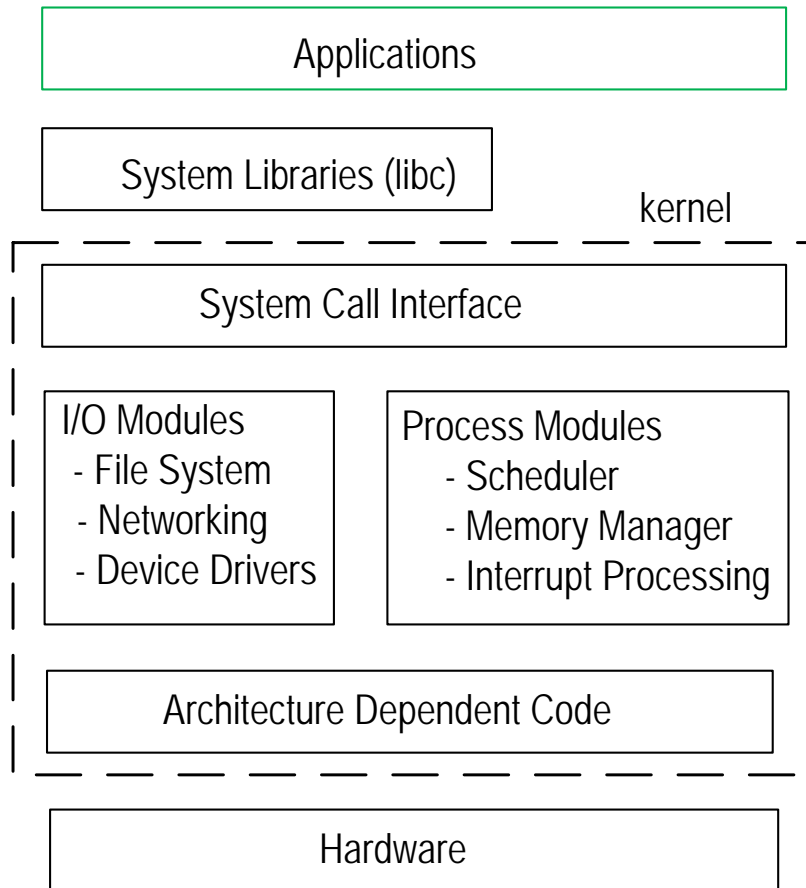 Applications
System Libraries (libc)
kernel
System Call Interface
I/O Modules
- File System
- Networking
- Device Drivers
Process Modules
- Scheduler
- Memory Manager
- Interrupt Processing
Architecture Dependent Code
Hardware